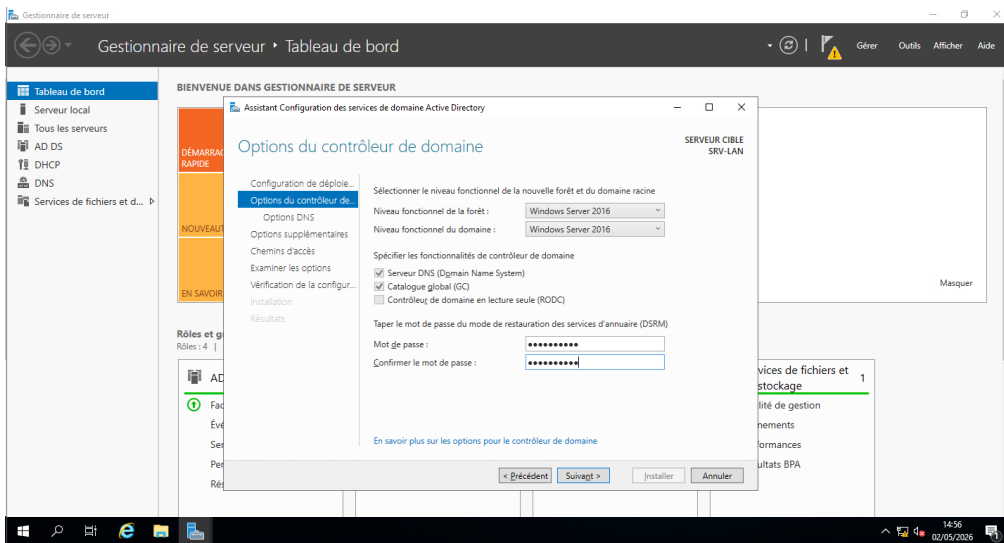 Gestionnaire de serveur
Gestionnaire de serveur • Tableau de bord
Gérer Outils Afficher Aide
Tableau de bord
Serveur local
Tous les serveurs
AD DS
DHCP
DNS
Services de fichiers et d...
BIENVENUE DANS GESTIONNAIRE DE SERVEUR
DÉMARRAG
RAPIDE
NOUVEAUT
EN SAVOIR
Masquer
Rôles et g
Rôles : 4 |
AD
Fac
Évé
Ser
Per
Rés
vices de fichiers et
stockage
1
lité de gestion
nements
formances
ultats BPA
Assistant Configuration des services de domaine Active Directory
Options du contrôleur de domaine
SERVEUR CIBLE
SRV-LAN
Configuration de déploie...
Options du contrôleur de...
Options DNS
Options supplémentaires
Chemins d'accès
Examiner les options
Vérification de la configur...
Installation
Résultats
Sélectionner le niveau fonctionnel de la nouvelle forêt et du domaine racine
Niveau fonctionnel de la forêt : Windows Server 2016
Niveau fonctionnel du domaine : Windows Server 2016
Spécifier les fonctionnalités de contrôleur de domaine
Serveur DNS (Domain Name System)
Catalogue global (GC)
Contrôleur de domaine en lecture seule (RODC)
Taper le mot de passe du mode de restauration des services d'annuaire (DSRM)
Mot de passe : ●●●●●●●●●●
Confirmer le mot de passe : ●●●●●●●●●●
En savoir plus sur les options pour le contrôleur de domaine
< Précédent Suivant > Installer Annuler
14:56
02/05/2026